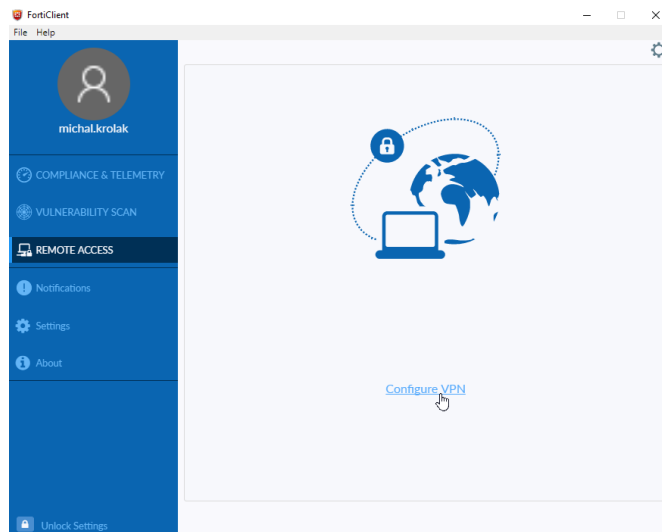 FortiClient
File Help
michal.krolak
COMPLIANCE & TELEMETRY
VULNERABILITY SCAN
REMOTE ACCESS
Notifications
Settings
About
Configure VPN
Unlock Settings